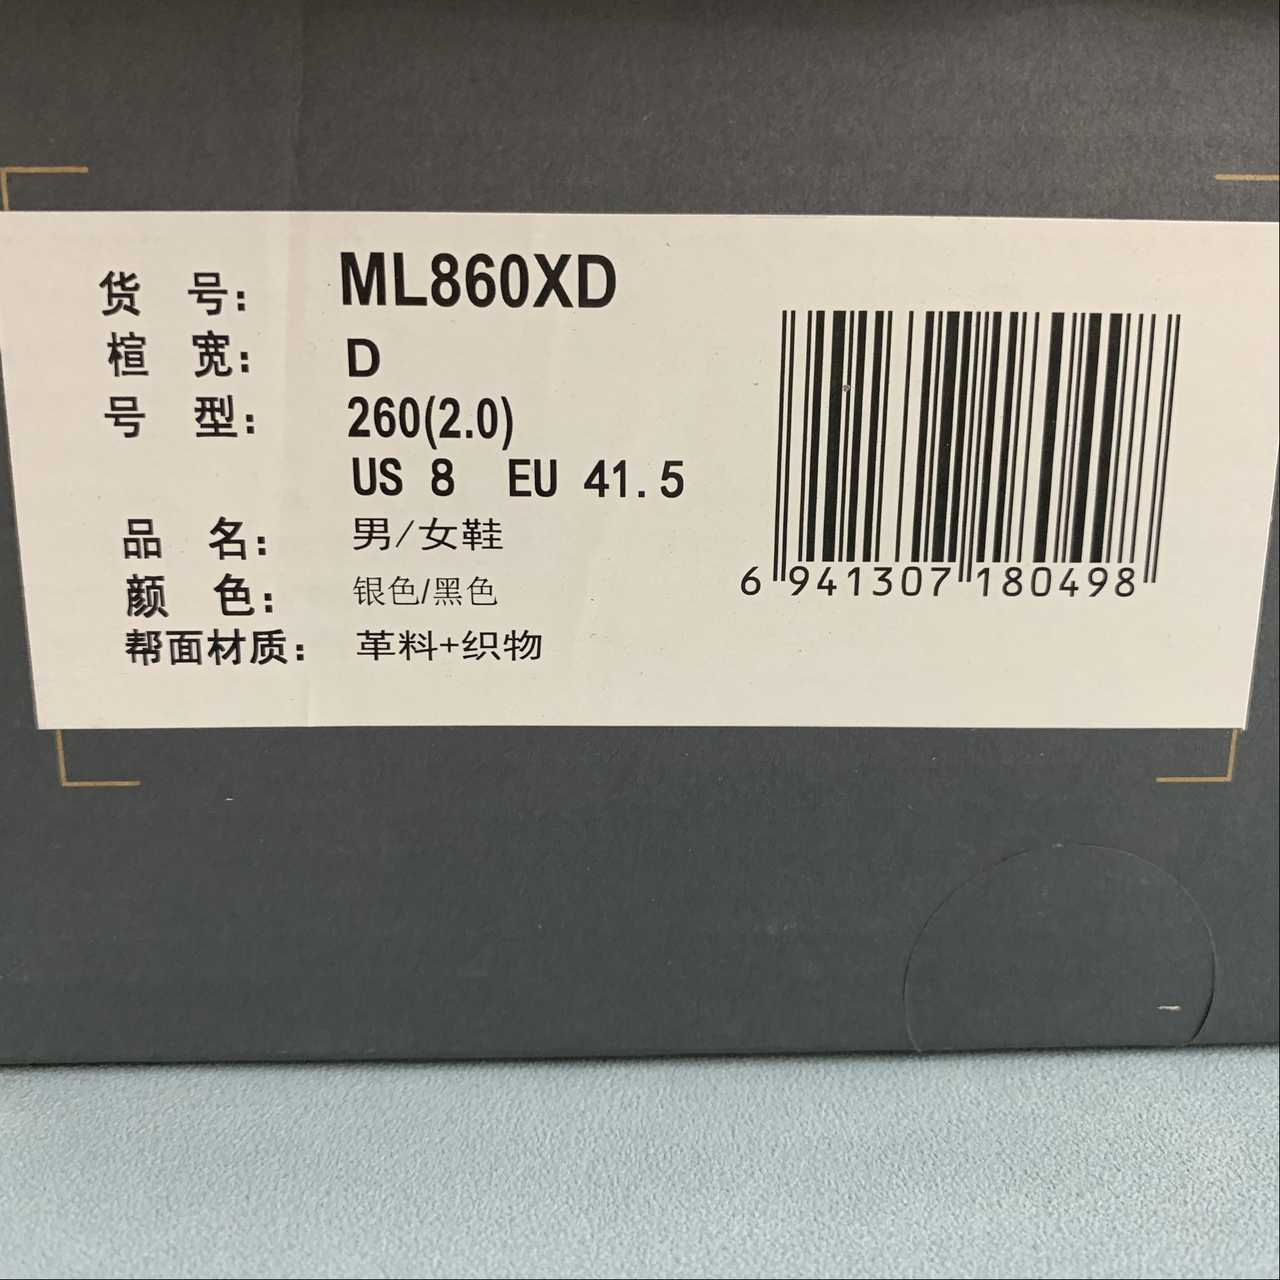 货 号: ML860XD
楦 宽: D
号 型: 260(2.0)
US 8 EU 41.5
品 名: 男/女鞋
颜 色: 银色/黑色
帮面材质: 革料+织物
6 941307 180498